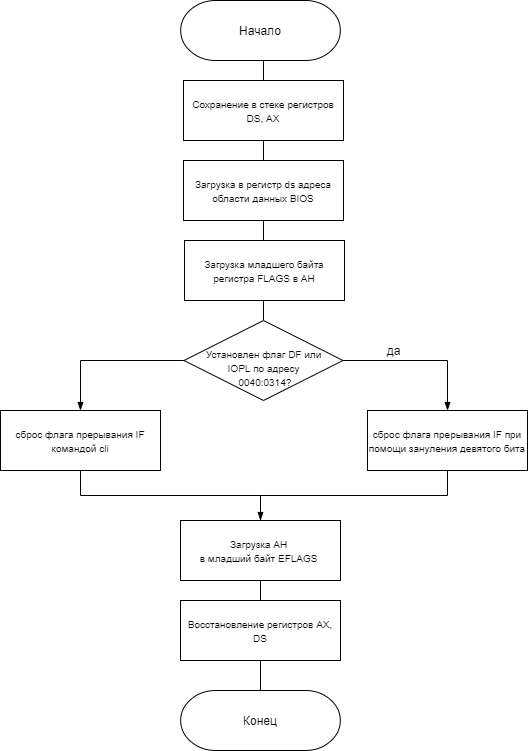 Начало
Сохранение в стеке регистров
DS, AX
Загрузка в регистр ds адреса
области данных BIOS
Загрузка младшего байта
регистра FLAGS в AH
Установлен флаг DF или
IOPL по адресу
0040:0314?
да
сброс флага прерывания IF
командой cli
сброс флага прерывания IF при
помощи зануления девятого бита
Загрузка AH
в младший байт EFLAGS
Восстановление регистров AX,
DS
Конец